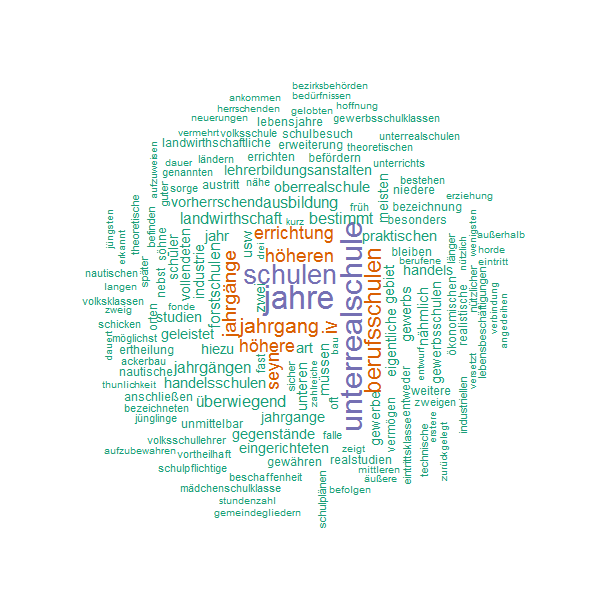 bezirksbehörden
ankommen bedürfnissen
herrschenden gelobten hoffnung
neuerungen lebensjahre gewerbsschulklassen
vermehrt volksschule schulbesuch unterrealschulen
landwirthschaftliche erweiterung theoretischen
dauer ländern errichten befördern unterrichts
genannten lehrerbildungsanstalten bestehen
aufzuweisen guter sorge austritt nähe oberrealschule niedere erziehung
vorherrschend ausbildung früh meisten bezeichnung
theoretische landwirthschaft kurz bestimmt besonders wenigsten
jüngsten erkannt befinden söhne jahr errichtung praktischen außerhalb
schüler vollendeten usw drei höheren bleiben länger nützlich horde
nautischen später nebst industrie forstschulen schulen berufene handels eintritt
langen jahrgänge zwei jahre unterrealschule berufsschulen eigentliche gebiet nützlicher
volksklassen fonde gewerbs gewerbsschulen ökonomischen realistische lebensbeschäftigungen
zweig orten studien jahrgang iv nähmlich verbindung angedeihen
schicken geleistet
dauert möglichst höhere art bau entwurf
ertheilung hiezu fast seyn müssen
ackerbau jahrgängen sicher versetzt
thunlichkeit nautische handelsschulen zahlreiche unteren weitere industriellen
anschließen überwiegend oft gewerbe vermögen entweder zweigen
bezeichneten jahrgange eintrittsklasse erstere
jünglinge unmittelbar technische zurückgelegt
volksschullehrer gegenstände falle
aufzubewahren vortheilhaft eingerichteten zeigt
schulpflichtige gewähren realstudien mittleren
beschaffenheit äußere
mädchenschulklasse befolgen
stundenzahl schulplänen
gemeindegliedern